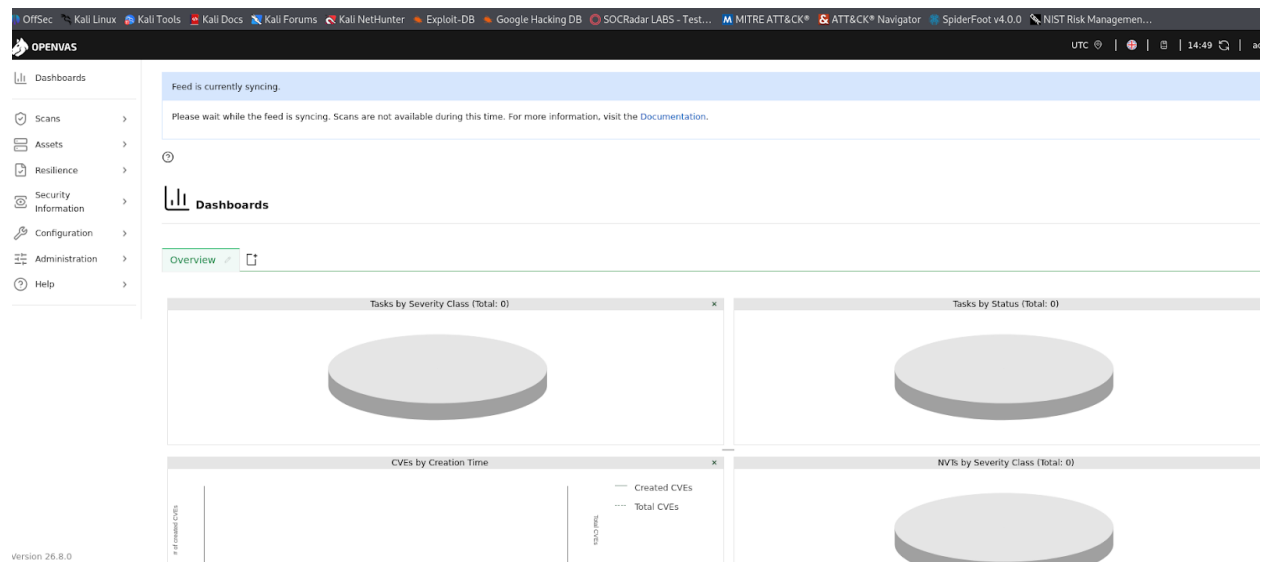 OffSec Kali Linux Kali Tools Kali Docs Kali Forums Kali NetHunter Exploit-DB Google Hacking DB SOCRadar LABS - Test... MITRE ATT&CK® ATT&CK® Navigator SpiderFoot v4.0.0 NIST Risk Managemen...
OPENVAS UTC 14:49
Dashboards
Scans
Assets
Resilience
Security
Information
Configuration
Administration
Help
Feed is currently syncing.
Please wait while the feed is syncing. Scans are not available during this time. For more information, visit the Documentation.
Dashboards
Overview
Tasks by Severity Class (Total: 0)
Tasks by Status (Total: 0)
CVEs by Creation Time
# of created CVEs
Created CVEs
Total CVEs
Total CVEs
NVTs by Severity Class (Total: 0)
Version 26.8.0